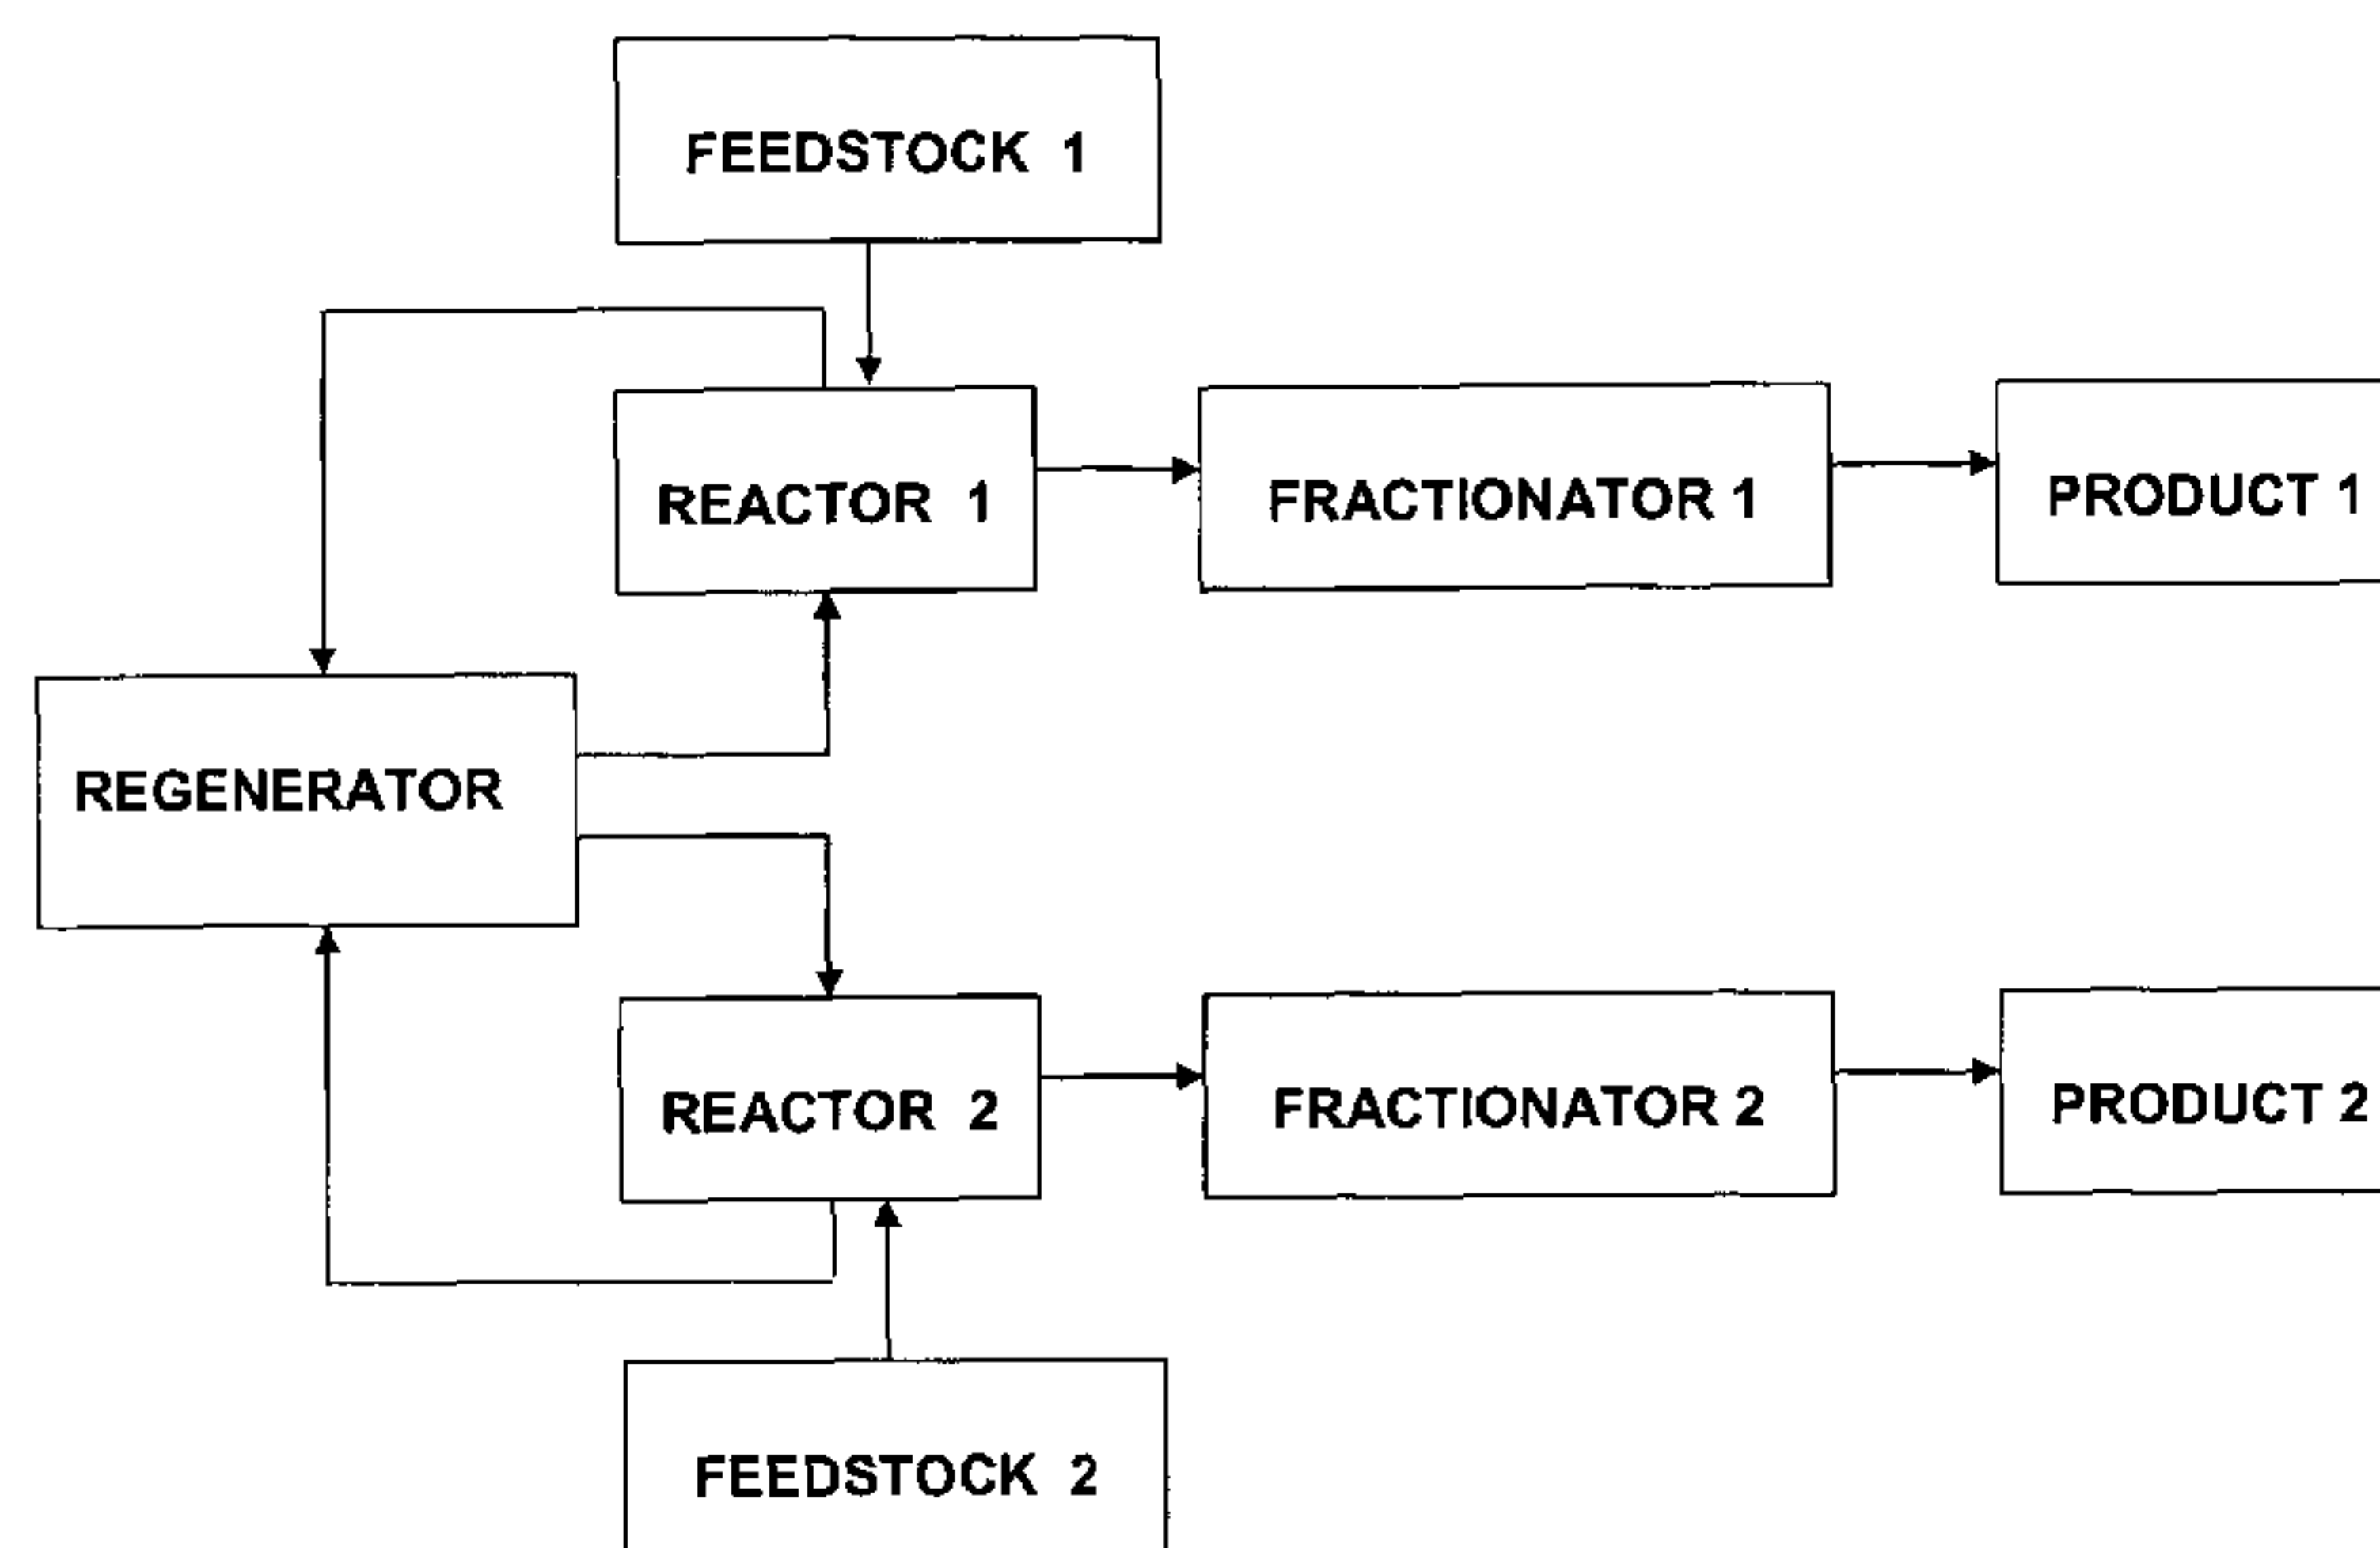 FEEDSTOCK 1
REACTOR 1
FRACTIONATOR 1
PRODUCT 1
REGENERATOR
REACTOR 2
FRACTIONATOR 2
PRODUCT 2
FEEDSTOCK 2